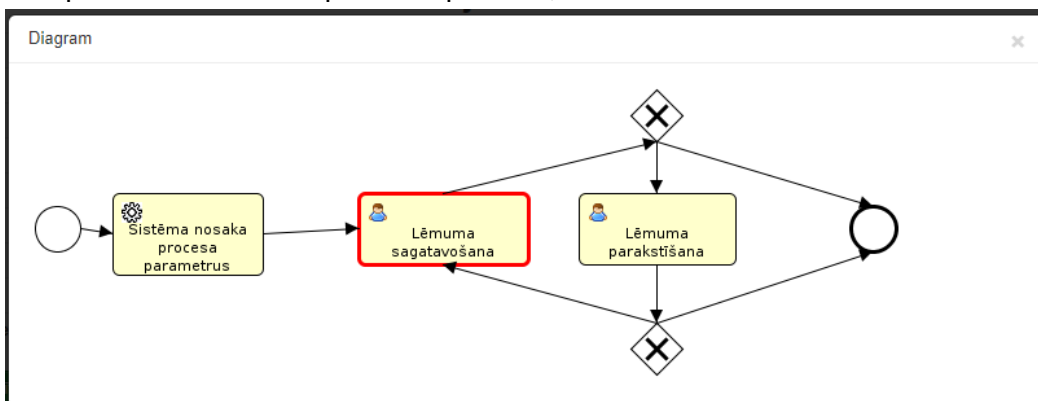 Diagram
×
Sistēma nosaka
procesa
parametrus
Lēmuma
sagatavošana
Lēmuma
parakstīšana